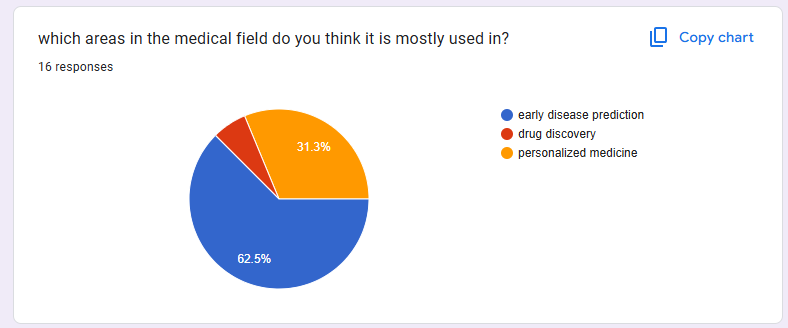 which areas in the medical field do you think it is mostly used in?
Copy chart
16 responses
31.3%
62.5%
early disease prediction
drug discovery
personalized medicine